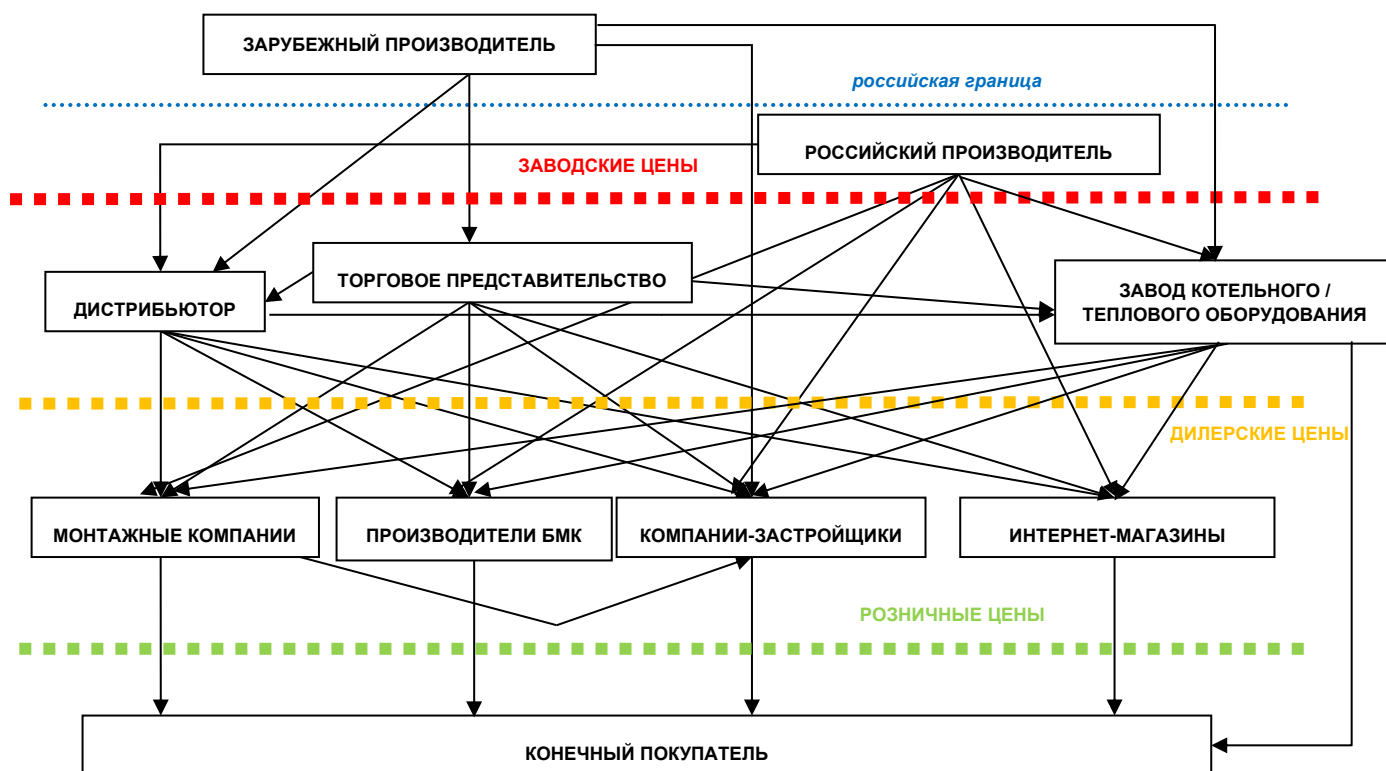 ЗАРУБЕЖНЫЙ ПРОИЗВОДИТЕЛЬ
российская граница
РОССИЙСКИЙ ПРОИЗВОДИТЕЛЬ
ЗАВОДСКИЕ ЦЕНЫ
ТОРГОВОЕ ПРЕДСТАВИТЕЛЬСТВО
ДИСТРИБЬЮТОР
ЗАВОД КОТЕЛЬНОГО /
ТЕПЛОВОГО ОБОРУДОВАНИЯ
ДИЛЕРСКИЕ ЦЕНЫ
МОНТАЖНЫЕ КОМПАНИИ
ПРОИЗВОДИТЕЛИ БМК
КОМПАНИИ-ЗАСТРОЙЩИКИ
ИНТЕРНЕТ-МАГАЗИНЫ
РОЗНИЧНЫЕ ЦЕНЫ
КОНЕЧНЫЙ ПОКУПАТЕЛЬ